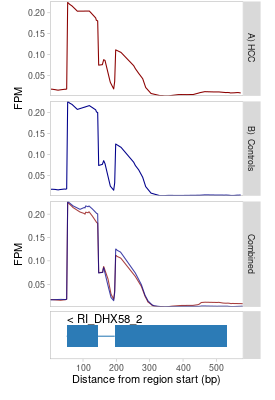 0.20
0.15
0.10
0.05
FPM
A) HCC
0.20
0.15
0.10
0.05
B) Controls
0.20
0.15
0.10
0.05
FPM
Combined
< RI_DHX58_2
100 200 300 400 500
Distance from region start (bp)